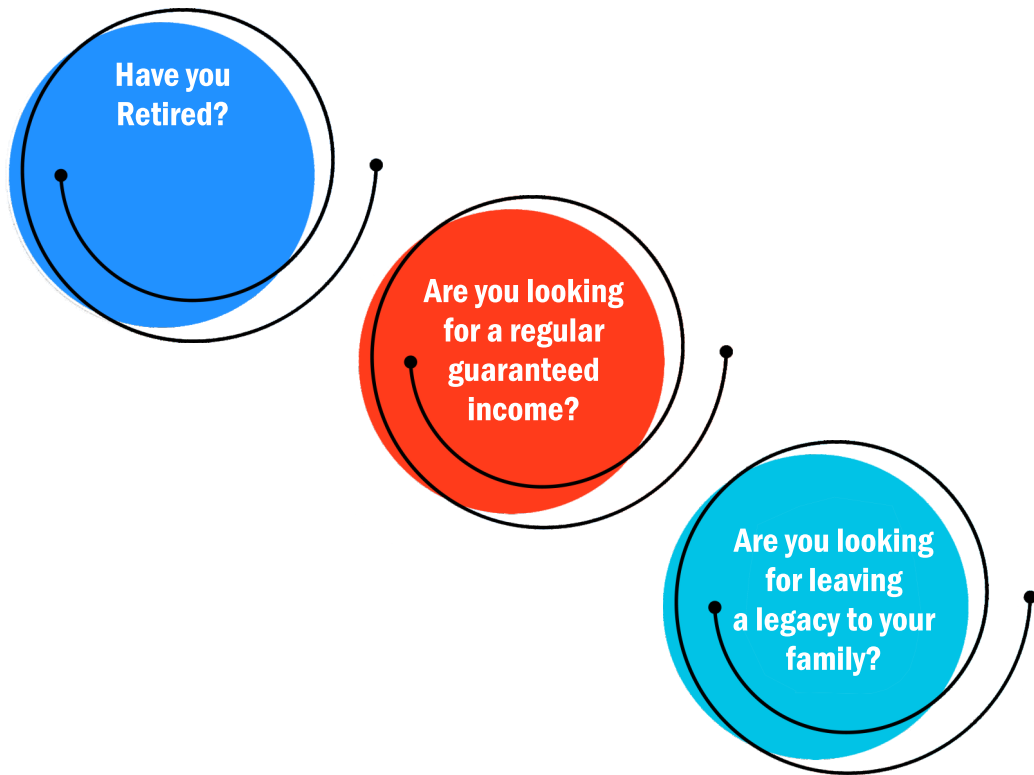 Have you
Retired?
Are you looking
for a regular
guaranteed
income?
Are you looking
for leaving
a legacy to your
family?